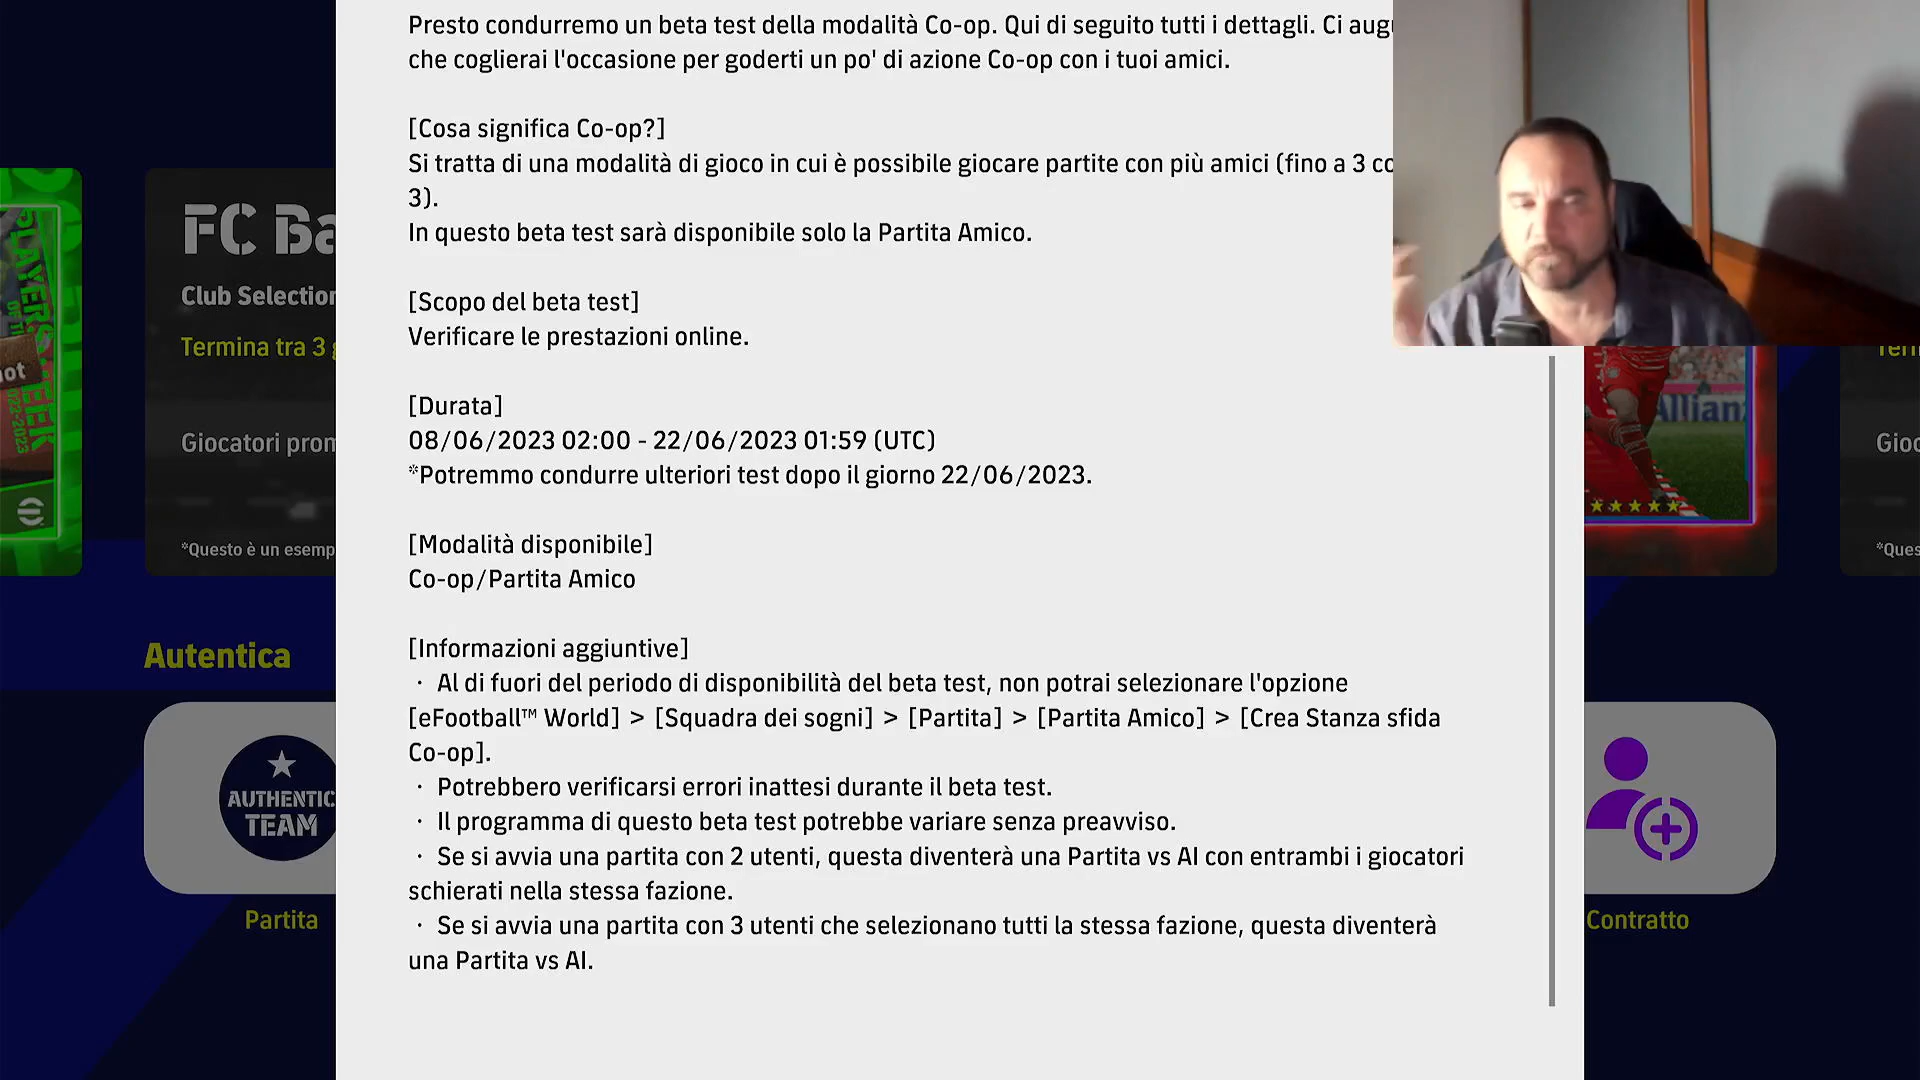 Presto condurremo un beta test della modalità Co-op. Qui di seguito tutti i dettagli. Ci
che coglierai l'occasione per goderti un po' di azione Co-op con i tuoi amici.
[Cosa significa Co-op?]
Si tratta di una modalità di gioco in cui è possibile giocare partite con più amici (fino a 3
3).
In questo beta test sarà disponibile solo la Partita Amico.
[Scopo del beta test]
Verificare le prestazioni online.
[Durata]
08/06/2023 02:00 - 22/06/2023 01:59 (UTC)
*Potremmo condurre ulteriori test dopo il giorno 22/06/2023.
[Modalità disponibile]
Co-op/Partita Amico
[Informazioni aggiuntive]
・ Al di fuori del periodo di disponibilità del beta test, non potrai selezionare l'opzione
[eFootball™ World] > [Squadra dei sogni] > [Partita] > [Partita Amico] > [Crea Stanza sfida
Co-op].
・ Potrebbero verificarsi errori inattesi durante il beta test.
・ Il programma di questo beta test potrebbe variare senza preavviso.
・ Se si avvia una partita con 2 utenti, questa diventerà una Partita vs AI con entrambi i giocatori
schierati nella stessa fazione.
・ Se si avvia una partita con 3 utenti che selezionano tutti la stessa fazione, questa diventerà
una Partita vs AI.
FC Ba
Club Selection
Termina tra 3
Giocatori prom
*Questo è un esemp
PLAYERS
OF THE
WEEK
Allianz
Gioc
*Ques
Autentica
AUTHENTIC
TEAM
Partita
Contratto